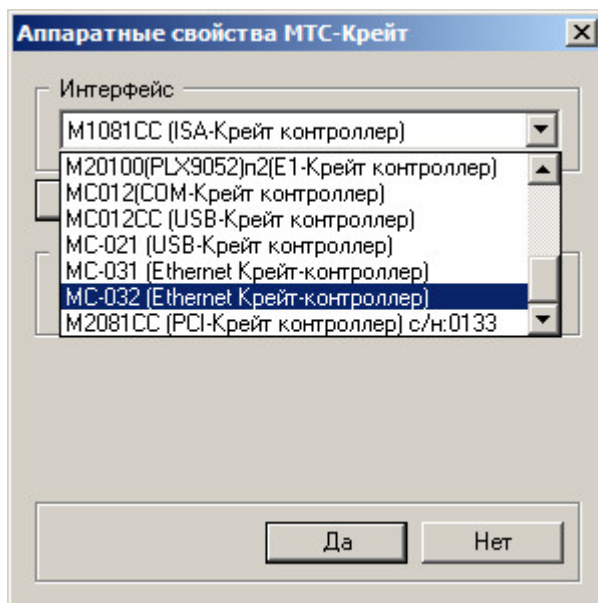 Аппаратные свойства МТС-Крейт
Интерфейс
M1081CC (ISA-Крейт контроллер)
M20100(PLX9052)n2(E1-Крейт контроллер)
MC012(COM-Крейт контроллер)
MC012CC (USB-Крейт контроллер)
MC-021 (USB-Крейт контроллер)
MC-031 (Ethernet Крейт-контроллер)
MC-032 (Ethernet Крейт-контроллер)
M2081CC (PCI-Крейт контроллер) с/н:0133
Да
Нет